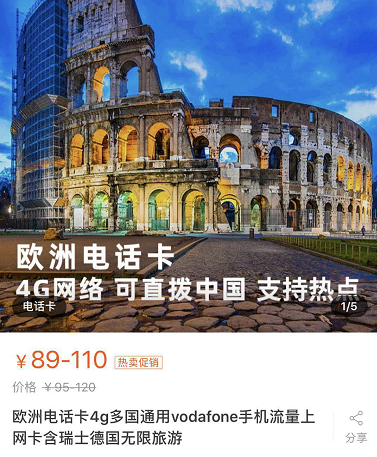 欧洲电话卡
4G网络 可直拨中国 支持热点
电话卡
1/5
¥89-110 热卖促销
价格 ¥95-120
欧洲电话卡4g多国通用vodafone手机流量上
网卡含瑞士德国无限旅游
分享